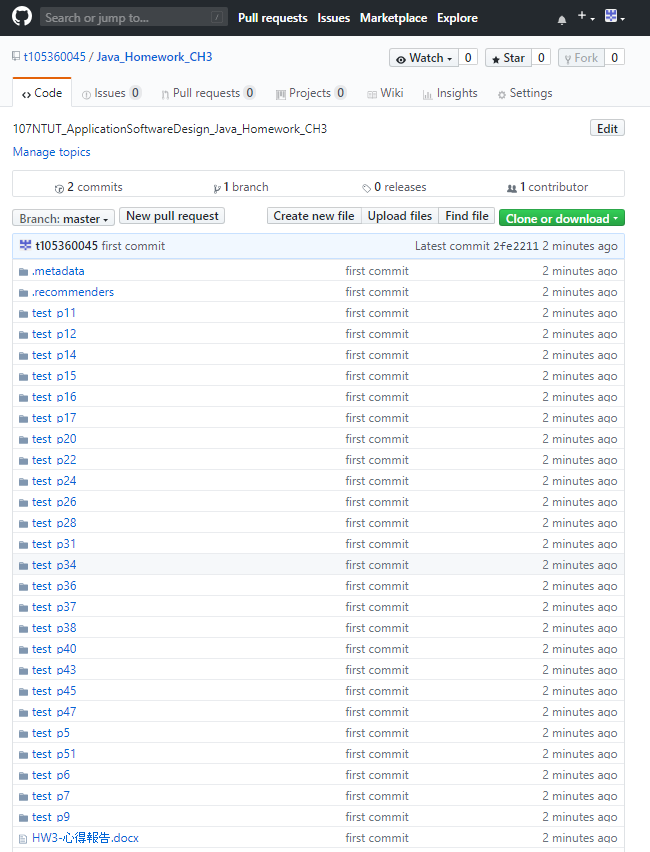 Search or jump to... / Pull requests Issues Marketplace Explore
t105360045 / Java_Homework_CH3 Watch 0 Star 0 Fork 0
Code Issues 0 Pull requests 0 Projects 0 Wiki Insights Settings
107NTUT_ApplicationSoftwareDesign_Java_Homework_CH3 Edit
Manage topics
2 commits 1 branch 0 releases 1 contributor
Branch: master New pull request Create new file Upload files Find file Clone or download
t105360045 first commit Latest commit 2fe2211 2 minutes ago
.metadata first commit 2 minutes ago
.recommenders first commit 2 minutes ago
test_p11 first commit 2 minutes ago
test_p12 first commit 2 minutes ago
test_p14 first commit 2 minutes ago
test_p15 first commit 2 minutes ago
test_p16 first commit 2 minutes ago
test_p17 first commit 2 minutes ago
test_p20 first commit 2 minutes ago
test_p22 first commit 2 minutes ago
test_p24 first commit 2 minutes ago
test_p26 first commit 2 minutes ago
test_p28 first commit 2 minutes ago
test_p31 first commit 2 minutes ago
test_p34 first commit 2 minutes ago
test_p36 first commit 2 minutes ago
test_p37 first commit 2 minutes ago
test_p38 first commit 2 minutes ago
test_p40 first commit 2 minutes ago
test_p43 first commit 2 minutes ago
test_p45 first commit 2 minutes ago
test_p47 first commit 2 minutes ago
test_p5 first commit 2 minutes ago
test_p51 first commit 2 minutes ago
test_p6 first commit 2 minutes ago
test_p7 first commit 2 minutes ago
test_p9 first commit 2 minutes ago
HW3-心得報告.docx first commit 2 minutes ago